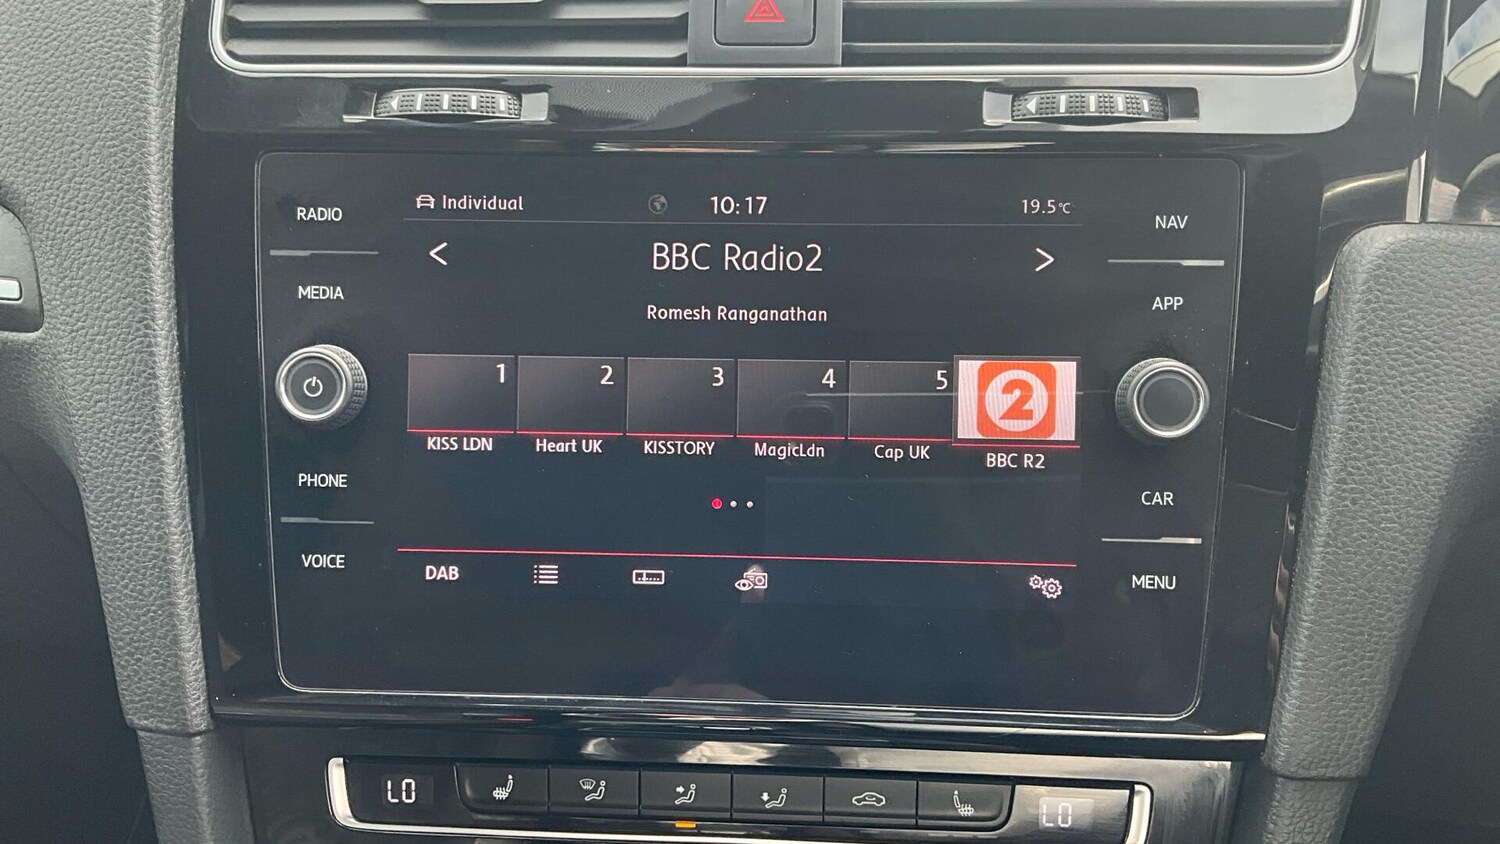 RADIO
MEDIA
PHONE
VOICE
Individual
10:17
19.5°C
< BBC Radio2 >
Romesh Ranganathan
1 2 3 4 5 2
KISS LDN Heart UK KISSTORY MagicLdn Cap UK BBC R2
DAB
NAV
APP
CAR
MENU
LO LO